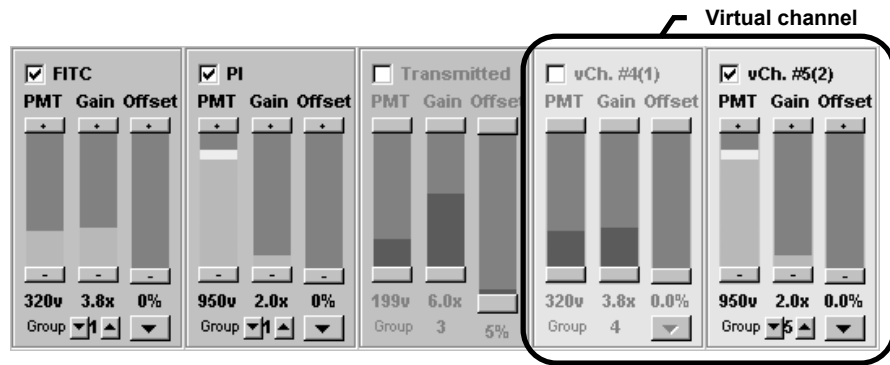 Virtual channel
FITC
PMT Gain Offset
+ + +
- - -
320v 3.8x 0%
Group 1
PI
PMT Gain Offset
+ + +
- - -
950v 2.0x 0%
Group 1
Transmitted
PMT Gain Offset
199v 6.0x
Group 3 5%
vCh. #4(1)
PMT Gain Offset
320v 3.8x 0.0%
Group 4
vCh. #5(2)
PMT Gain Offset
+ + +
- - -
950v 2.0x 0.0%
Group 5